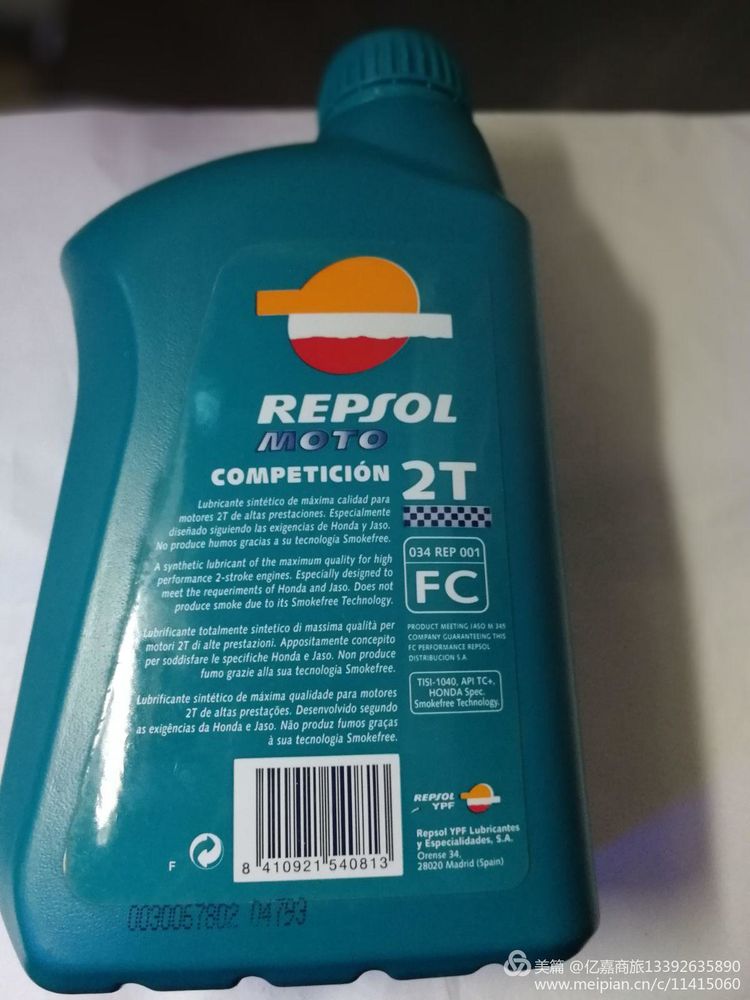 REPSOL
MOTO
COMPETICIÓN 2T
Lubricante sintético de máxima calidad para
motores 2T de altas prestaciones. Especialmente
diseñado siguiendo las exigencias de Honda y Jaso.
No produce humos gracias a su tecnología Smokefree.
A synthetic lubricant of the maximum quality for high
performance 2-stroke engines. Especially designed to
meet the requeriments of Honda and Jaso. Does not
produce smoke due to its Smokefree Technology.
Lubrificante totalmente sintetico di massima qualità per
motori 2T di alte prestazioni. Appositamente concepito
per soddisfare le specifiche Honda e Jaso. Non produce
fumo grazie alla sua tecnologia Smokefree.
Lubrificante sintético de máxima qualidade para motores
2T de altas prestações. Desenvolvido segundo
as exigências da Honda e Jaso. Não produz fumos graças
à sua tecnologia Smokefree.
034 REP 001
FC
PRODUCT MEETING JASO M 345
COMPANY GUARANTEEING THIS
FC PERFORMANCE REPSOL
DISTRIBUCION S.A.
TISI-1040, API TC+,
HONDA Spec.
Smokefree Technology.
8 410921 540813
F
REPSOL
YPF
Repsol YPF Lubricantes
y Especialidades, S.A.
Orense 34,
28020 Madrid (Spain)
0030057802 04793
美篇 @亿嘉商旅13392635890
www.meipian.cn/c/11415060